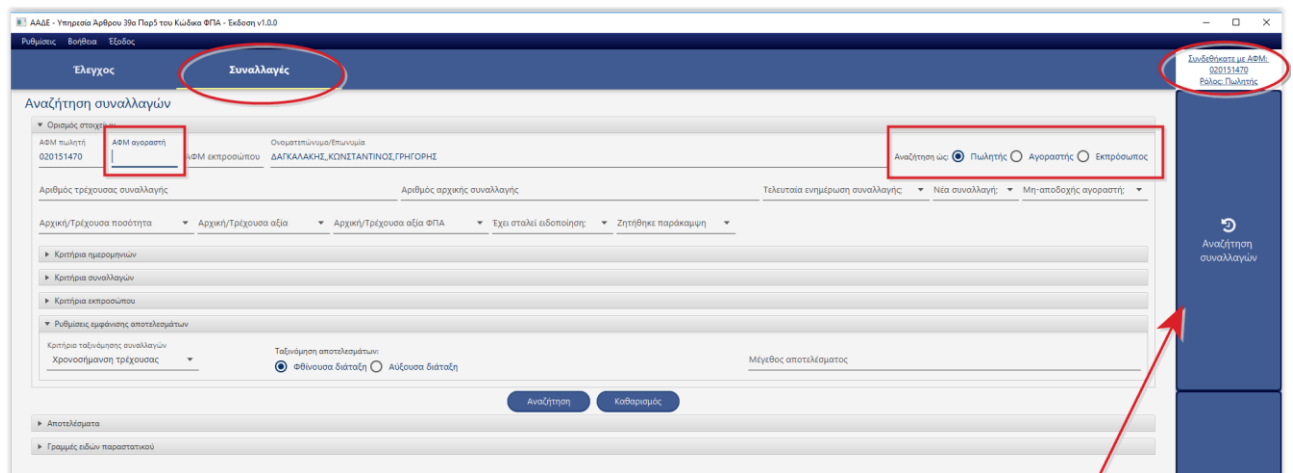 ΑΑΔΕ - Υπηρεσία Άρθρου 39α Παρ5 του Κώδικα ΦΠΑ - Έκδοση v1.0.0
Ρυθμίσεις Βοήθεια Έξοδος
Έλεγχος Συναλλαγές
Συνδεθήκατε με ΑΦΜ:
020151470
Ρόλος: Πωλητής
Αναζήτηση συναλλαγών
Ορισμός στοιχείων
ΑΦΜ πωλητή ΑΦΜ αγοραστή Ονοματεπώνυμο/Επωνυμία
020151470 ΑΦΜ εκπροσώπου ΔΑΓΚΑΛΑΚΗΣ,,ΚΩΝΣΤΑΝΤΙΝΟΣ,ΓΡΗΓΟΡΗΣ Αναζήτηση ώς: Πωλητής Αγοραστής Εκπρόσωπος
Αριθμός τρέχουσας συναλλαγής Αριθμός αρχικής συναλλαγής Τελευταία ενημέρωση συναλλαγής; Νέα συναλλαγή; Μη-αποδοχής αγοραστή;
Αρχική/Τρέχουσα ποσότητα Αρχική/Τρέχουσα αξία Αρχική/Τρέχουσα αξία ΦΠΑ Έχει σταλεί ειδοποίηση; Ζητήθηκε παράκαμψη
Αναζήτηση
συναλλαγών
Κριτήρια ημερομηνιών
Κριτήρια συναλλαγών
Κριτήρια εκπροσώπου
Ρυθμίσεις εμφάνισης αποτελεσμάτων
Κριτήρια ταξινόμησης συναλλαγών Ταξινόμηση αποτελεσμάτων:
Χρονοσήμανση τρέχουσας Φθίνουσα διάταξη Αύξουσα διάταξη Μέγεθος αποτελέσματος
Αναζήτηση Καθαρισμός
Αποτελέσματα
Γραμμές ειδών παραστατικού